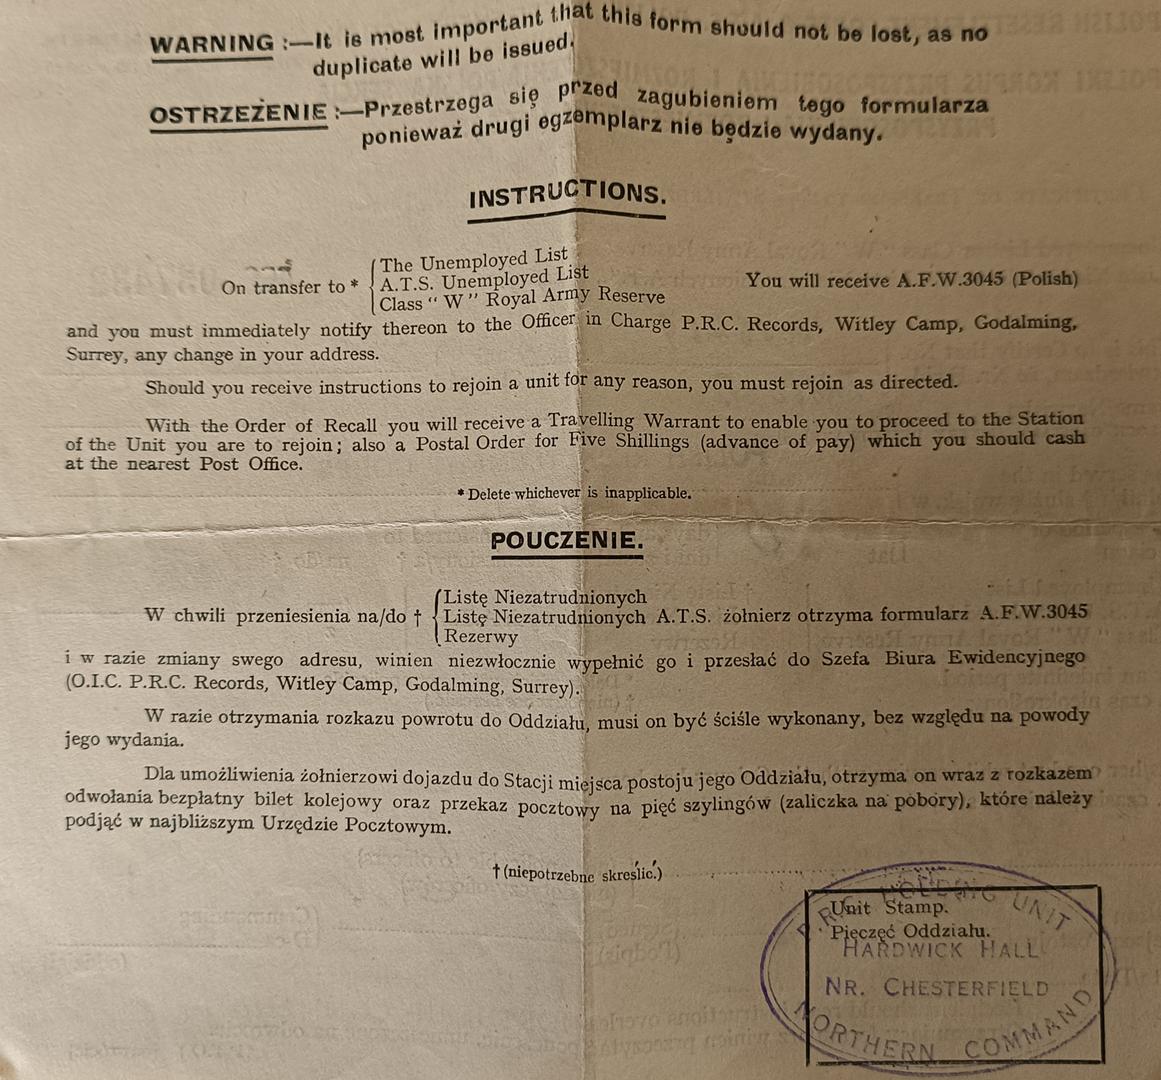 WARNING :—It is most important that this form should not be lost, as no
duplicate will be issued.
OSTRZEŻENIE :—Przestrzega się przed zagubieniem tego formularza
ponieważ drugi egzemplarz nie będzie wydany.
INSTRUCTIONS.
The Unemployed List
On transfer to * A.T.S. Unemployed List You will receive A.F.W.3045 (Polish)
Class “ W ” Royal Army Reserve
and you must immediately notify thereon to the Officer in Charge P.R.C. Records, Witley Camp, Godalming,
Surrey, any change in your address.
Should you receive instructions to rejoin a unit for any reason, you must rejoin as directed.
With the Order of Recall you will receive a Travelling Warrant to enable you to proceed to the Station
of the Unit you are to rejoin; also a Postal Order for Five Shillings (advance of pay) which you should cash
at the nearest Post Office.
* Delete whichever is inapplicable.
POUCZENIE.
Listę Niezatrudnionych
W chwili przeniesienia na/do † Listę Niezatrudnionych A.T.S. żołnierz otrzyma formularz A.F.W.3045
Rezerwy
i w razie zmiany swego adresu, winien niezwłocznie wypełnić go i przesłać do Szefa Biura Ewidencyjnego
(O.I.C. P.R.C. Records, Witley Camp, Godalming, Surrey).
W razie otrzymania rozkazu powrotu do Oddziału, musi on być ściśle wykonany, bez względu na powody
jego wydania.
Dla umożliwienia żołnierzowi dojazdu do Stacji miejsca postoju jego Oddziału, otrzyma on wraz z rozkazem
odwołania bezpłatny bilet kolejowy oraz przekaz pocztowy na pięć szylingów (zaliczka na pobory), które należy
podjąć w najbliższym Urzędzie Pocztowym.
† (niepotrzebne skreślić.)
Unit Stamp.
Pieczęć Oddziału.
HOLDING UNIT
HARDWICK HALL
NR. CHESTERFIELD
NORTHERN COMMAND